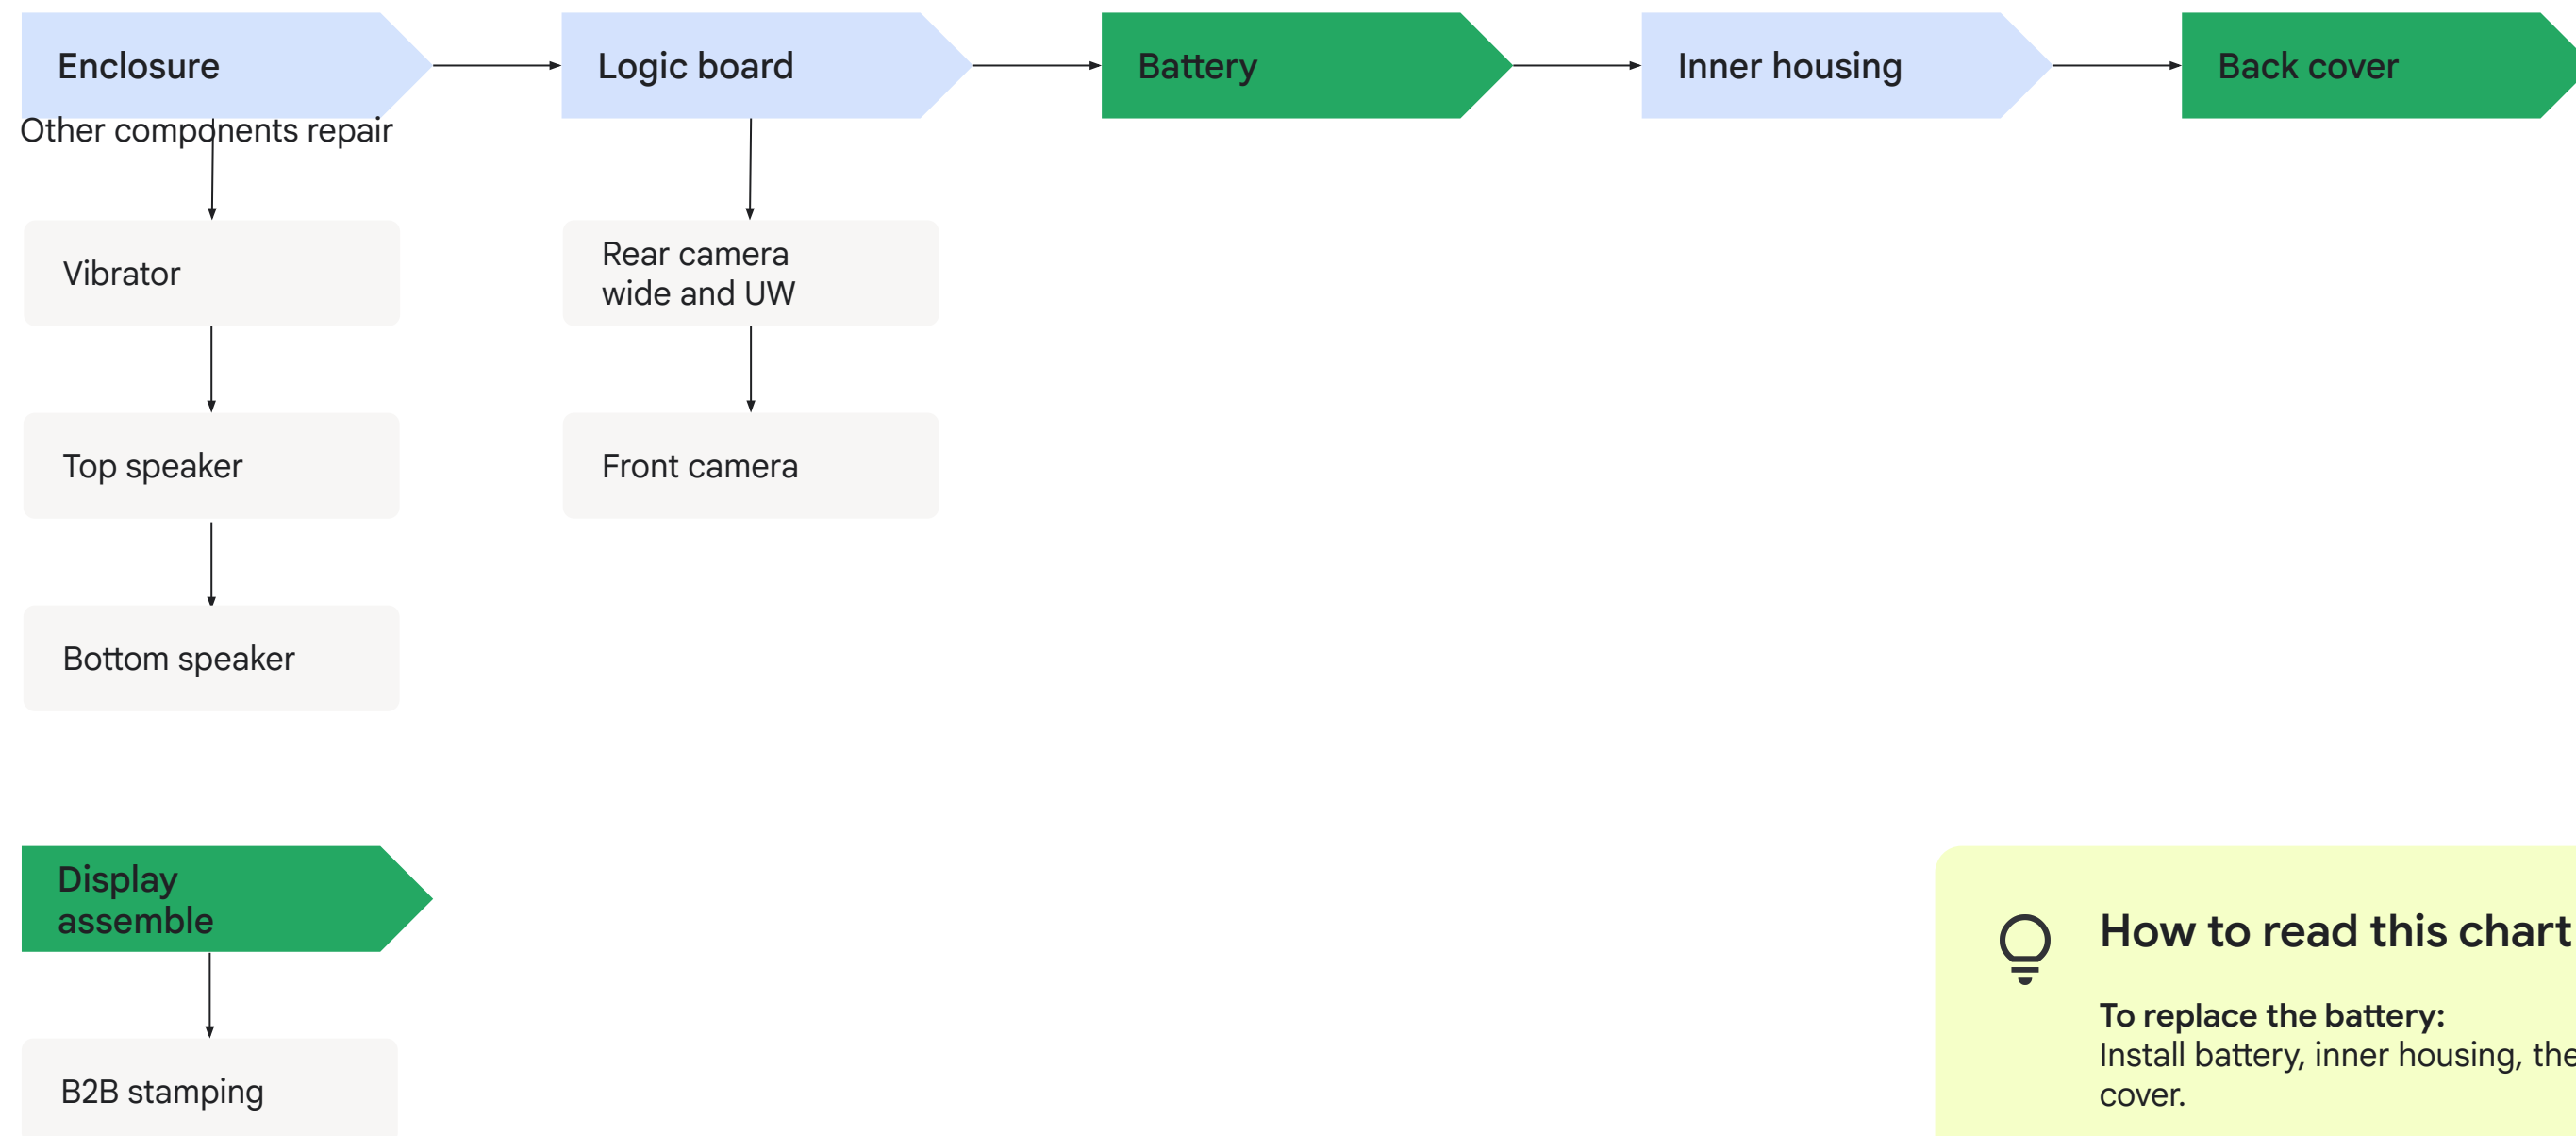 Enclosure
Logic board
Battery
Inner housing
Back cover
Other components repair
Vibrator
Rear camera
wide and UW
Top speaker
Front camera
Bottom speaker
Display
assemble
B2B stamping
How to read this chart
To replace the battery:
Install battery, inner housing,
cover.